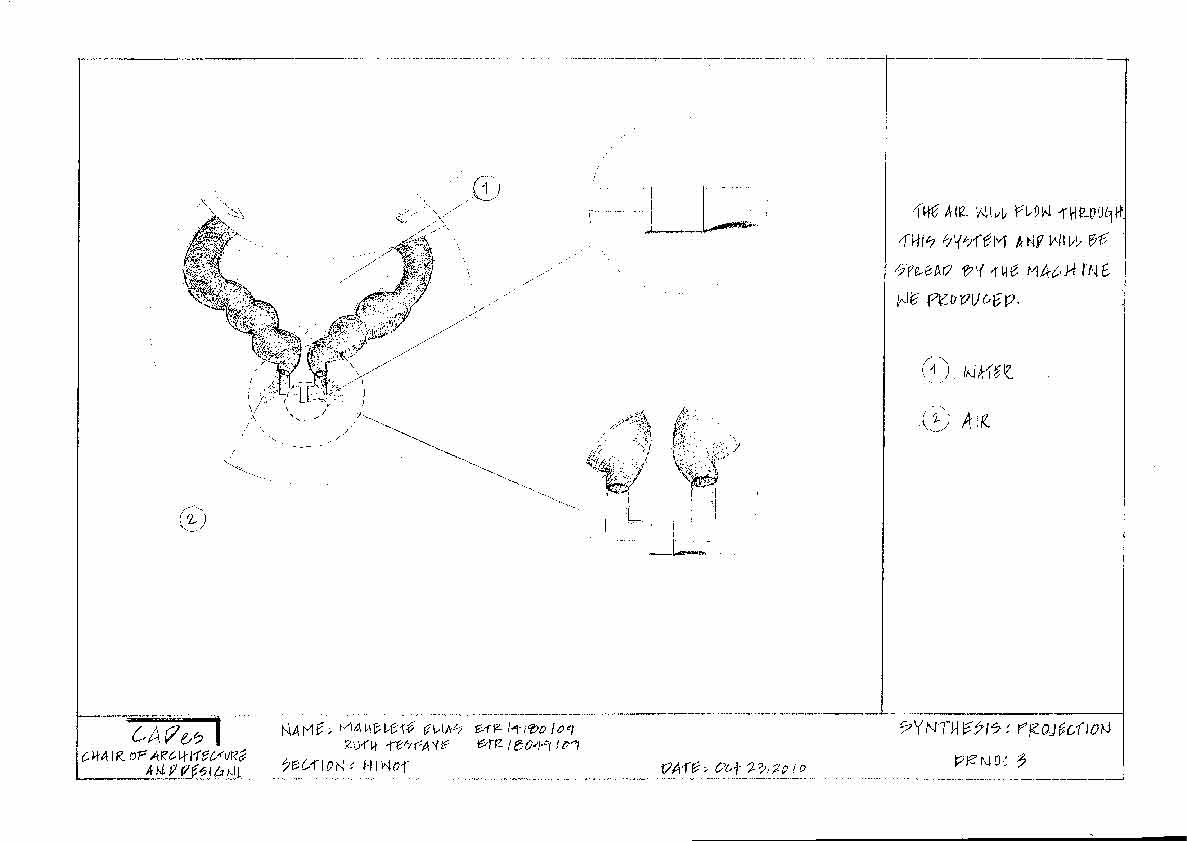 1
THE AIR WILL FLOW THROUGH
THIS SYSTEM AND WILL BE
SPREAD BY THE MACHINE
WE PRODUCED.
1 WATER
2 AIR
2
CADes
CHAIR OF ARCHITECTURE
AND DESIGN
NAME: MAHELETE ELIAS ETR/4180/09
RUTH TESFAYE ETR/8049/09
SECTION: HINOT
DATE: Oct 23,2010
SYNTHESIS: PROJECTION
DR NO: 3